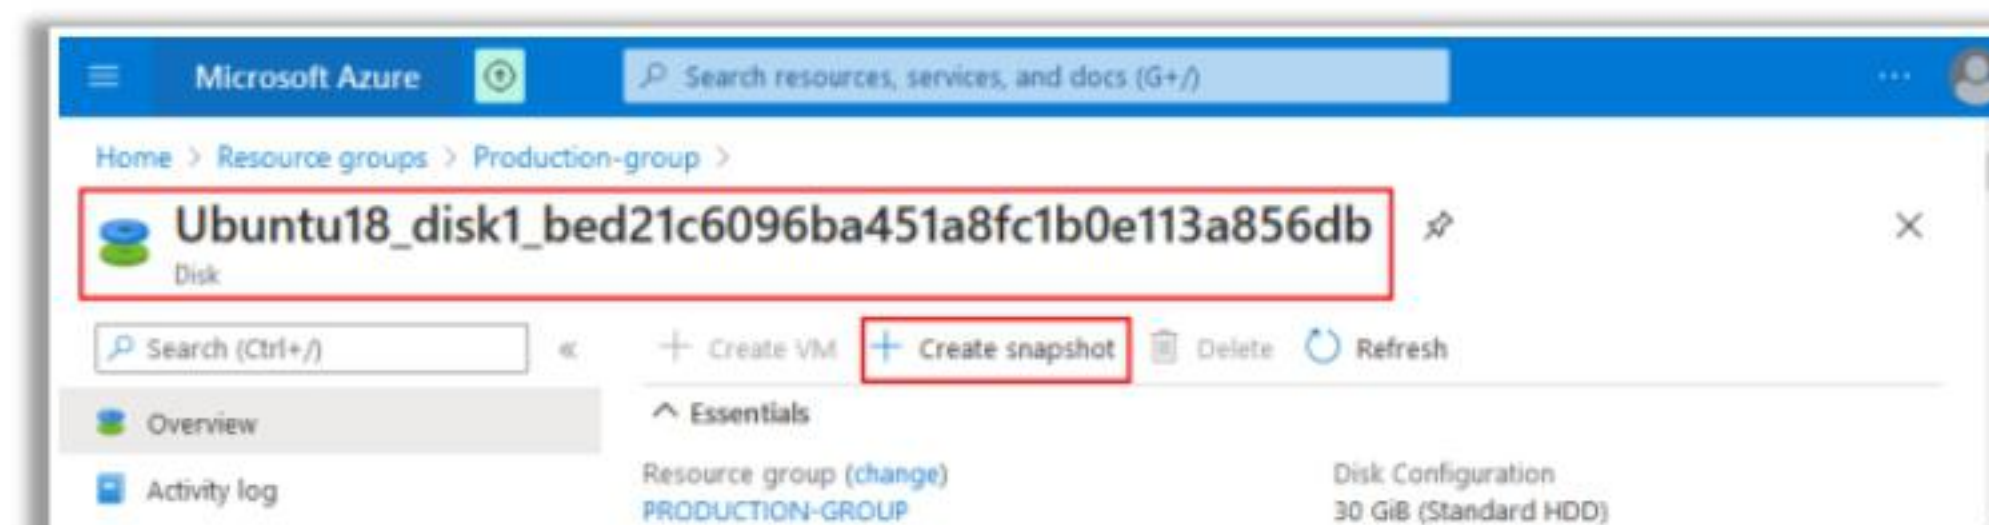 Microsoft Azure
Search resources, services, and docs (G+/)
Home > Resource groups > Production-group >
Ubuntu18_disk1_bed21c6096ba451a8fc1b0e113a856db
Disk
Search (Ctrl+/)
+ Create VM + Create snapshot Delete Refresh
Overview
Essentials
Activity log
Resource group (change)
PRODUCTION-GROUP
Disk Configuration
30 GiB (Standard HDD)